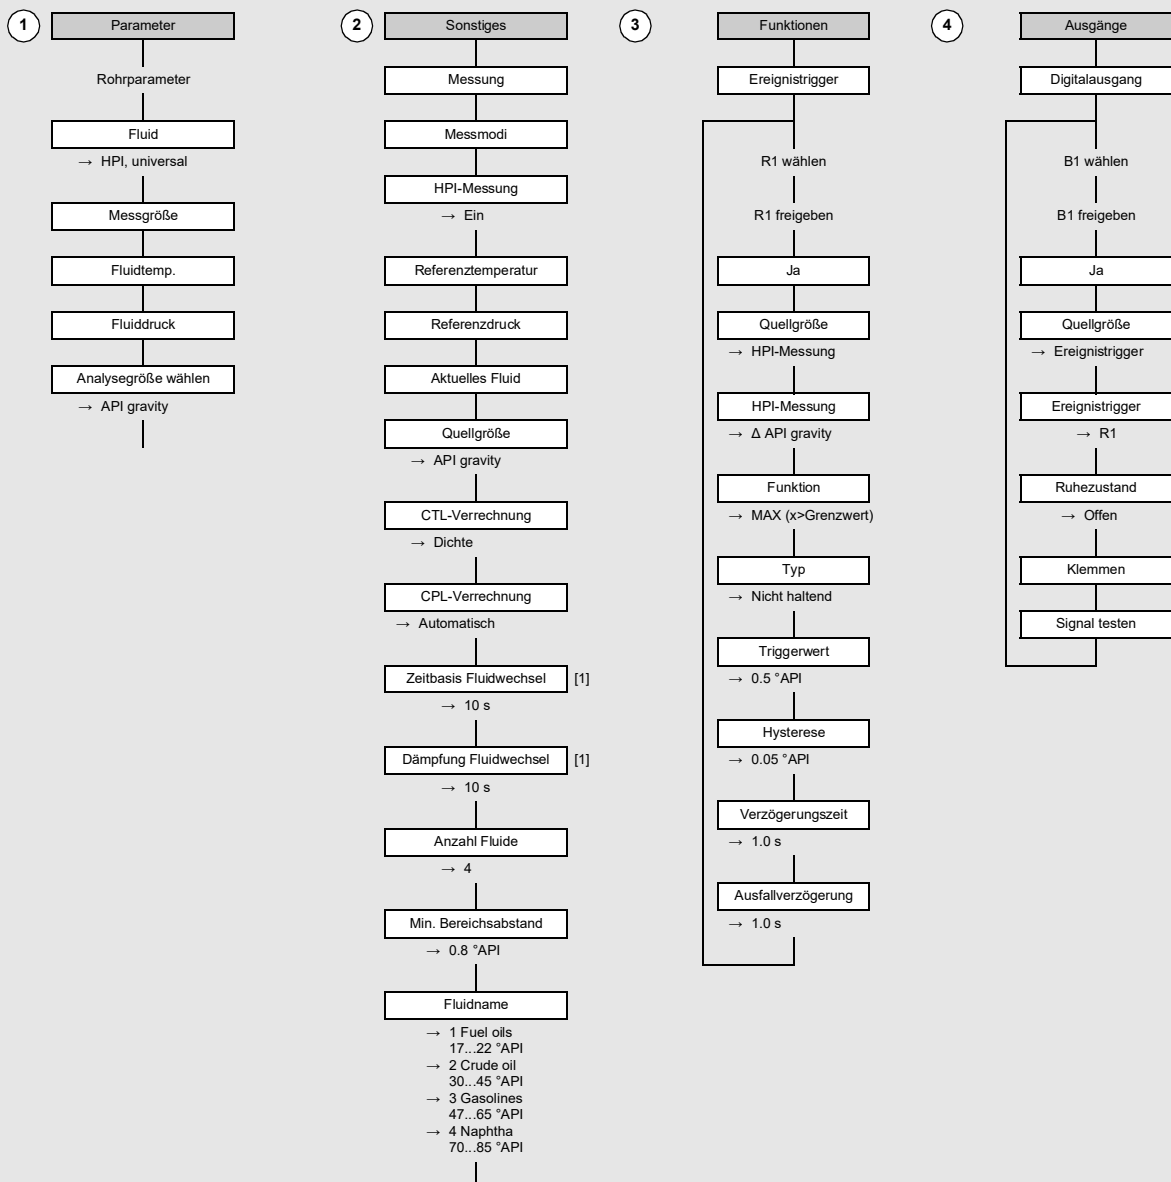 1
Parameter
Rohrparameter
Fluid
→ HPI, universal
Messgröße
Fluidtemp.
Fluiddruck
Analysegröße wählen
→ API gravity
2
Sonstiges
Messung
Messmodi
HPI-Messung
→ Ein
Referenztemperatur
Referenzdruck
Aktuelles Fluid
Quellgröße
→ API gravity
CTL-Verrechnung
→ Dichte
CPL-Verrechnung
→ Automatisch
Zeitbasis Fluidwechsel [1]
→ 10 s
Dämpfung Fluidwechsel [1]
→ 10 s
Anzahl Fluide
→ 4
Min. Bereichsabstand
→ 0.8 °API
Fluidname
→ 1 Fuel oils
17...22 °API
→ 2 Crude oil
30...45 °API
→ 3 Gasolines
47...65 °API
→ 4 Naphtha
70...85 °API
3
Funktionen
Ereignistrigger
R1 wählen
R1 freigeben
Ja
Quellgröße
→ HPI-Messung
HPI-Messung
→ Δ API gravity
Funktion
→ MAX (x>Grenzwert)
Typ
→ Nicht haltend
Triggerwert
→ 0.5 °API
Hysterese
→ 0.05 °API
Verzögerungszeit
→ 1.0 s
Ausfallverzögerung
→ 1.0 s
4
Ausgänge
Digitalausgang
B1 wählen
B1 freigeben
Ja
Quellgröße
→ Ereignistrigger
Ereignistrigger
→ R1
Ruhezustand
→ Offen
Klemmen
Signal testen